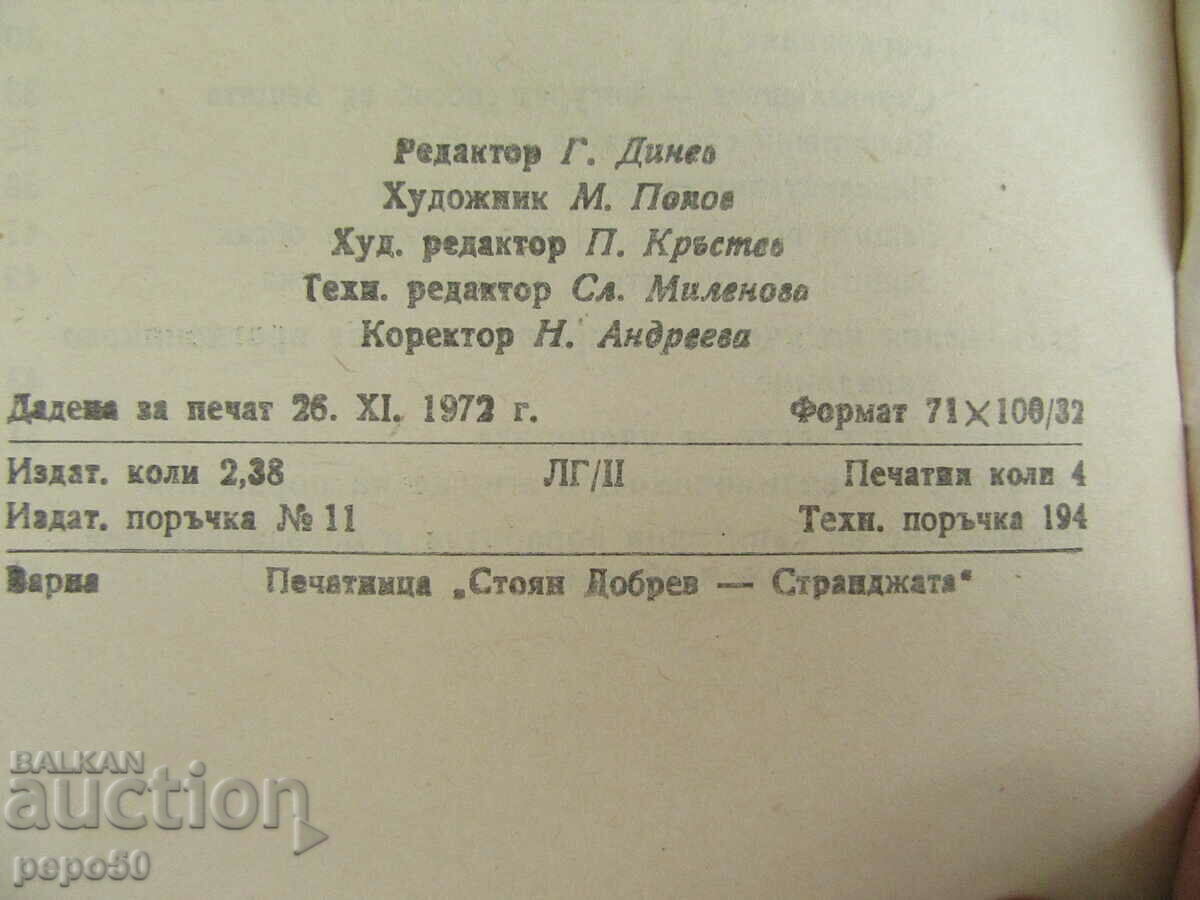 Редактор Г. Динев
Художник М. Попов
Худ. редактор П. Кръстев
Техн. редактор Сл. Миленова
Коректор Н. Андреева
Дадена за печат 26. XI. 1972 г. Формат 71×100/32
Издат. коли 2,38 ЛГ/II Печатни коли 4
Издат. поръчка № 11 Техн. поръчка 194
Варна Печатница „Стоян Добрев — Странджата“
BALKAN
auction
pepo50